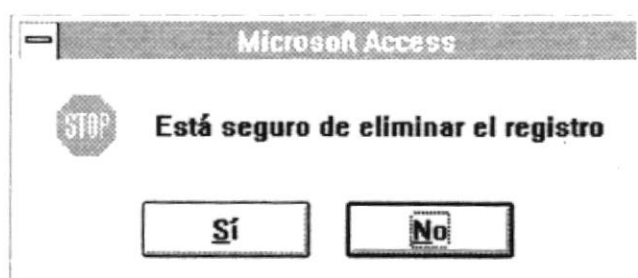 Microsoft Access
STOP
Está seguro de eliminar el registro
Sí
No